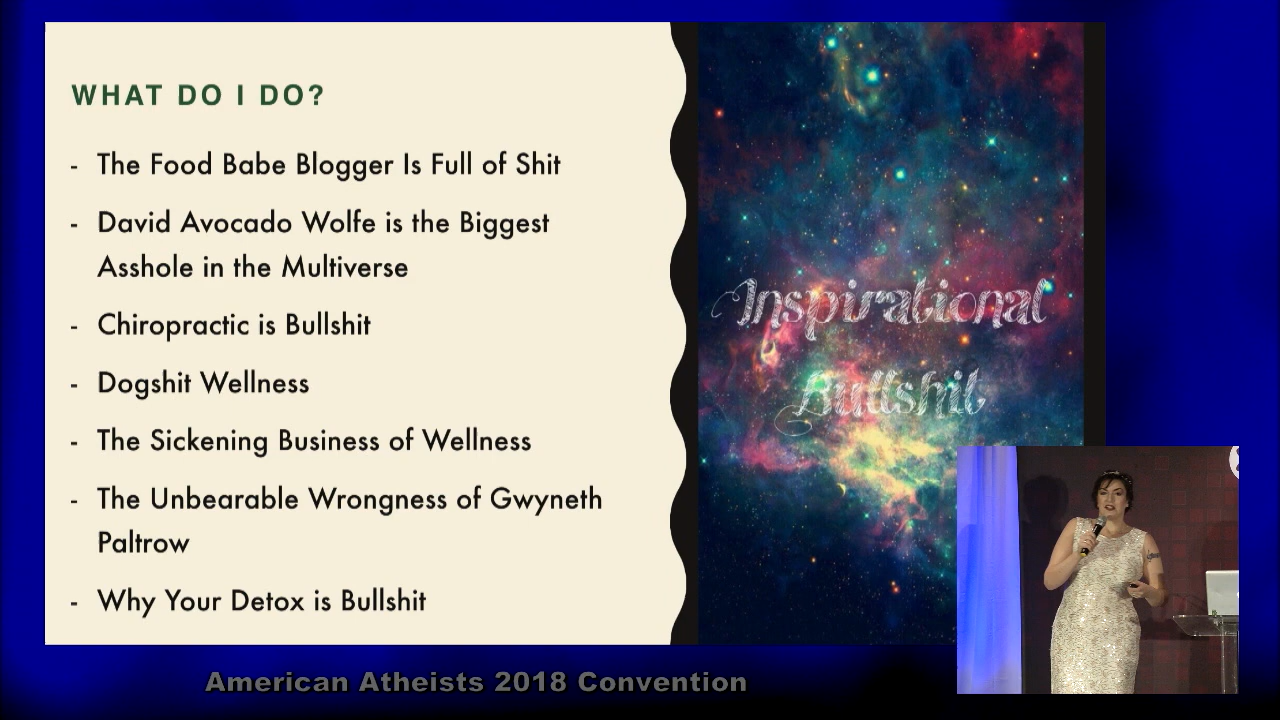 WHAT DO I DO?
- The Food Babe Blogger Is Full of Shit
- David Avocado Wolfe is the Biggest
Asshole in the Multiverse
- Chiropractic is Bullshit
- Dogshit Wellness
- The Sickening Business of Wellness
- The Unbearable Wrongness of Gwyneth
Paltrow
- Why Your Detox is Bullshit
Inspirational
Bullshit
American Atheists 2018 Convention